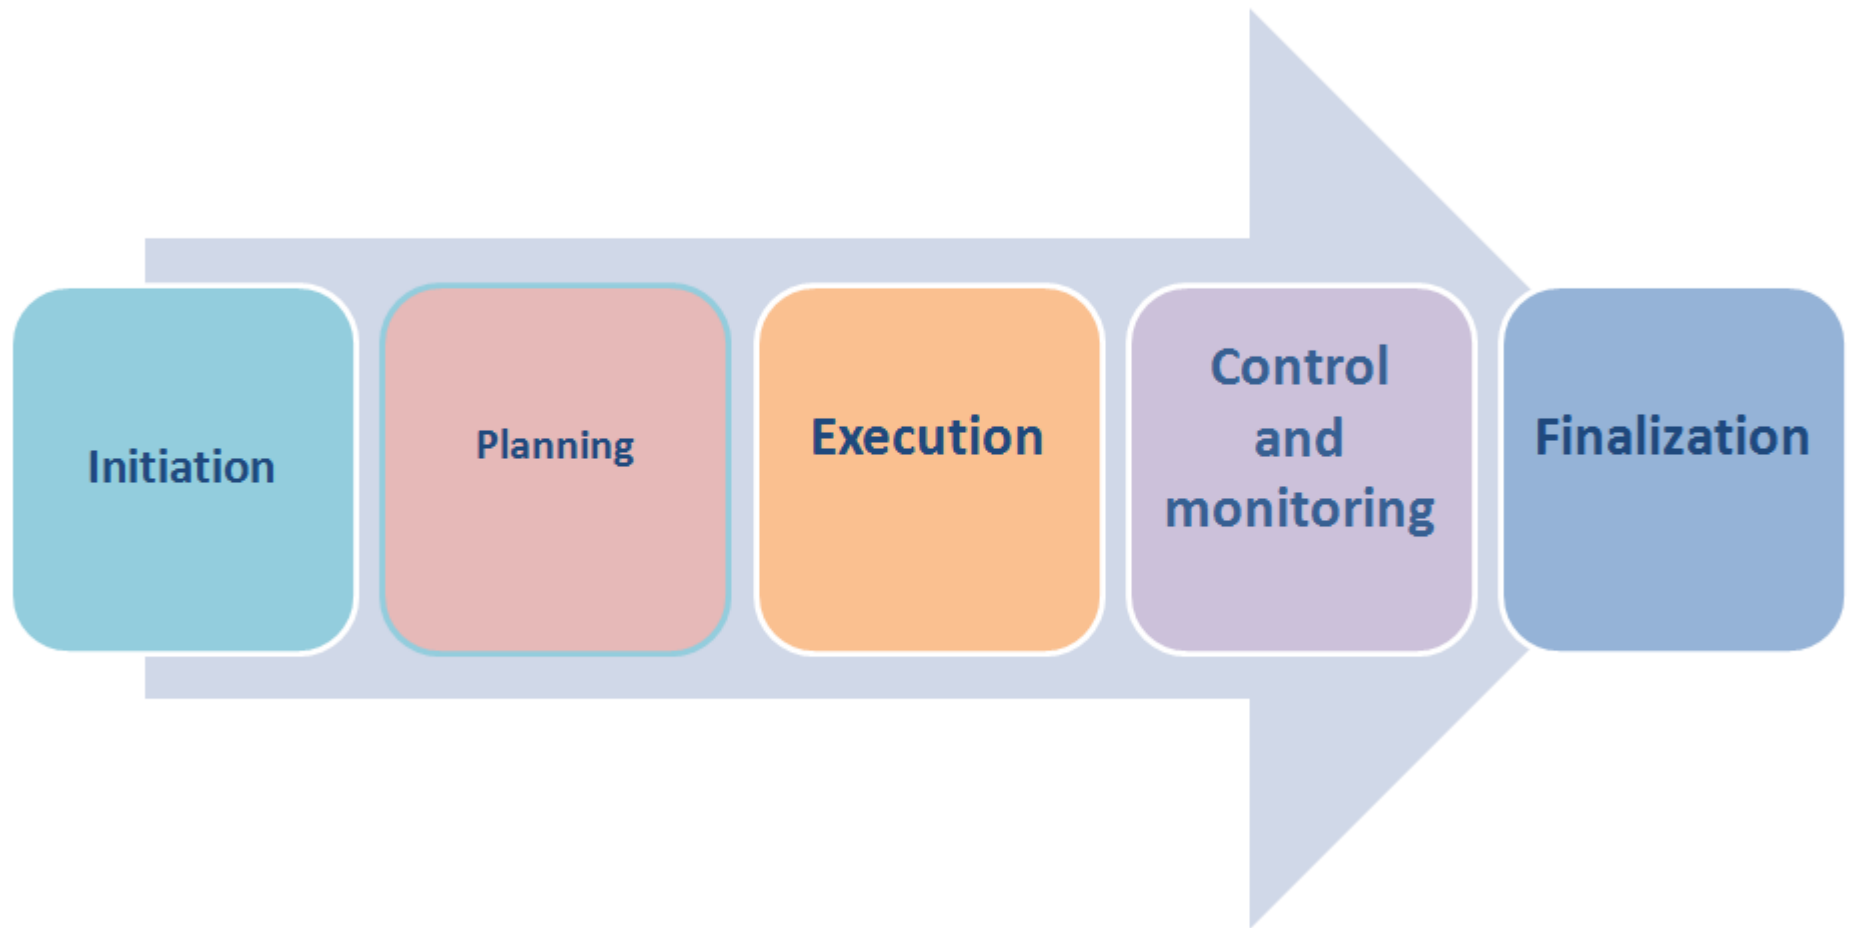 Initiation
Planning
Execution
Control
and
monitoring
Finalization